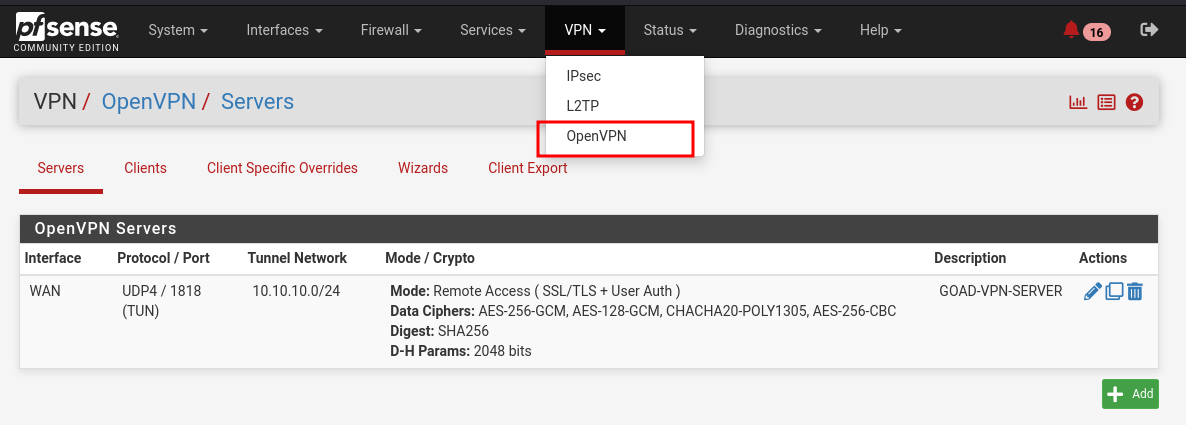 pfsense
COMMUNITY EDITION
System Interfaces Firewall Services VPN Status Diagnostics Help 16
IPsec
L2TP
OpenVPN
VPN / OpenVPN / Servers ?
Servers Clients Client Specific Overrides Wizards Client Export
OpenVPN Servers
Interface Protocol / Port Tunnel Network Mode / Crypto Description Actions
WAN UDP4 / 1818 10.10.10.0/24 Mode: Remote Access ( SSL/TLS + User Auth ) GOAD-VPN-SERVER
(TUN) Data Ciphers: AES-256-GCM, AES-128-GCM, CHACHA20-POLY1305, AES-256-CBC
Digest: SHA256
D-H Params: 2048 bits
Add